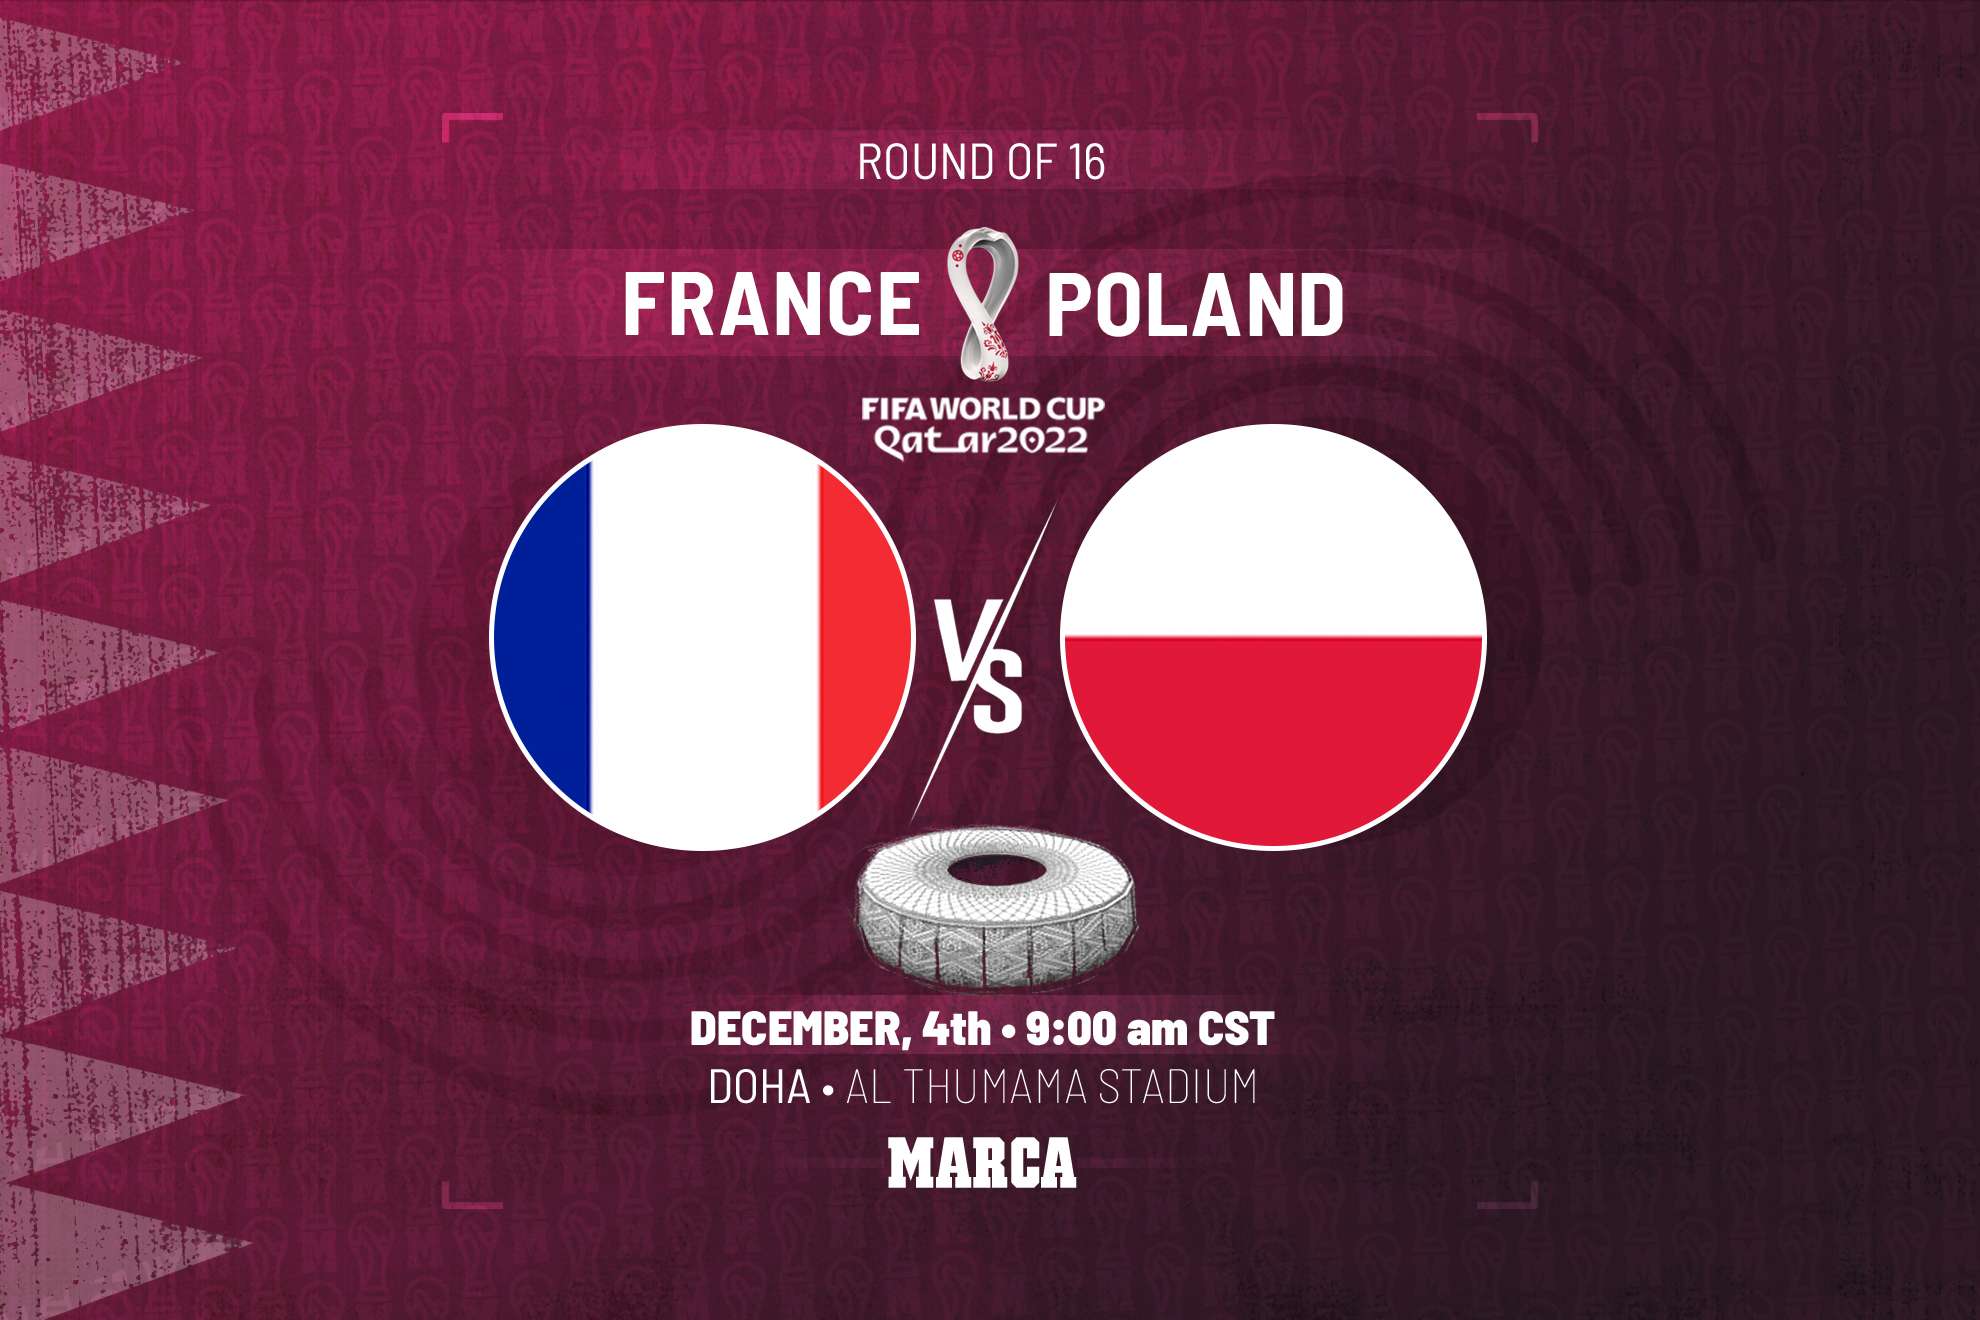 ROUND OF 16
FRANCE POLAND
FIFA WORLD CUP
Qatar2022
VS
DECEMBER, 4th • 9:00 am CST
DOHA • AL THUMAMA STADIUM
MARCA